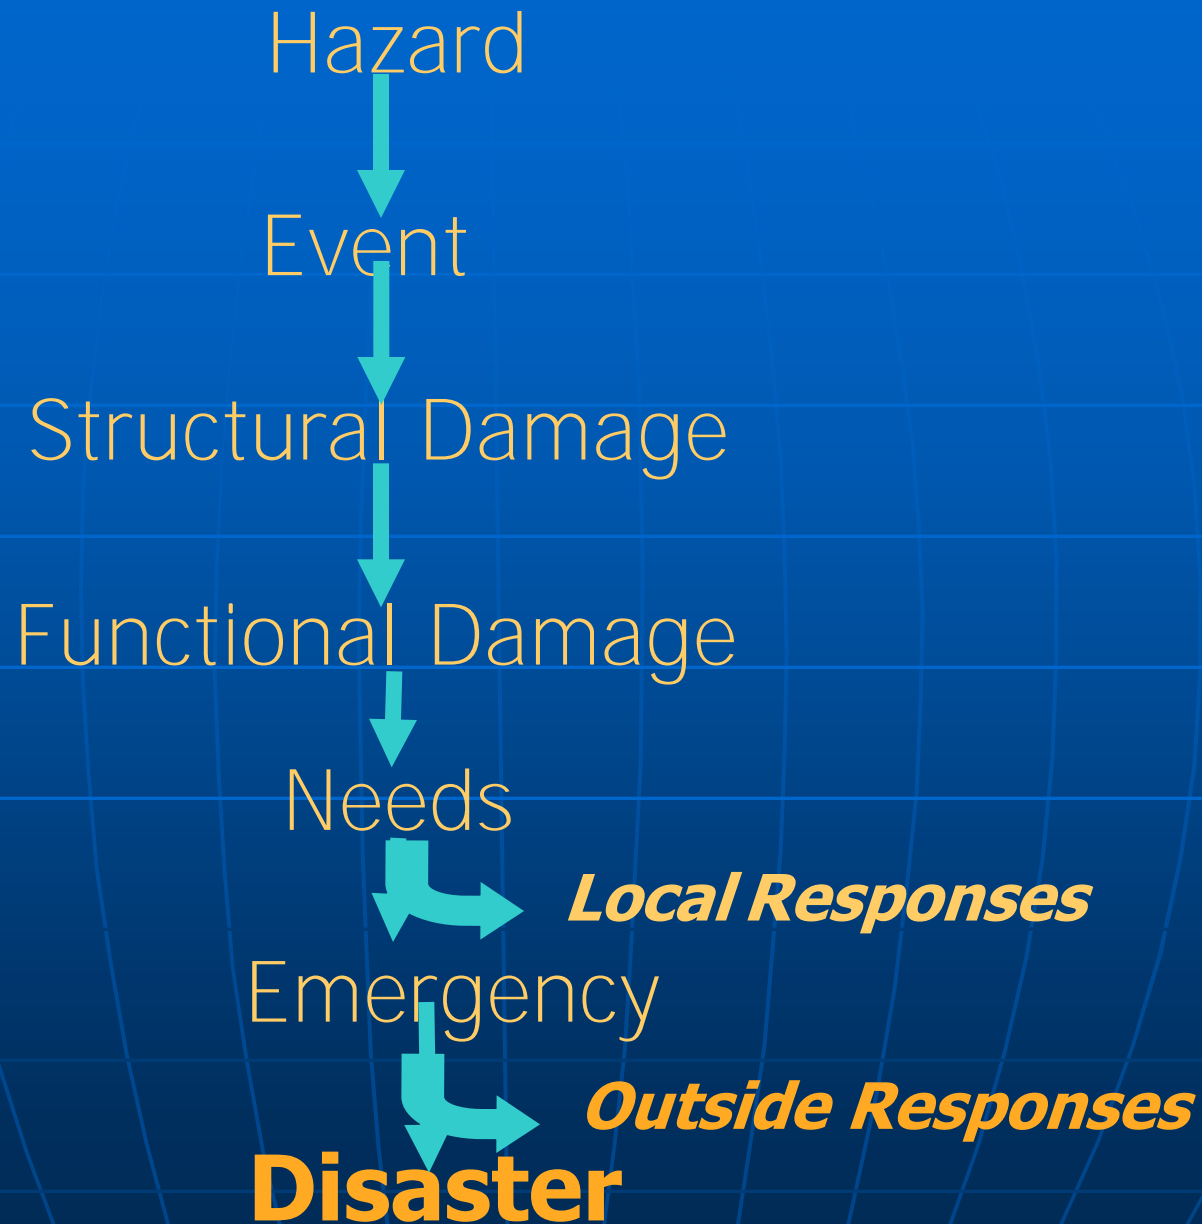 Hazard
Event
Structural Damage
Functional Damage
Needs
Local Responses
Emergency
Outside Responses
Disaster